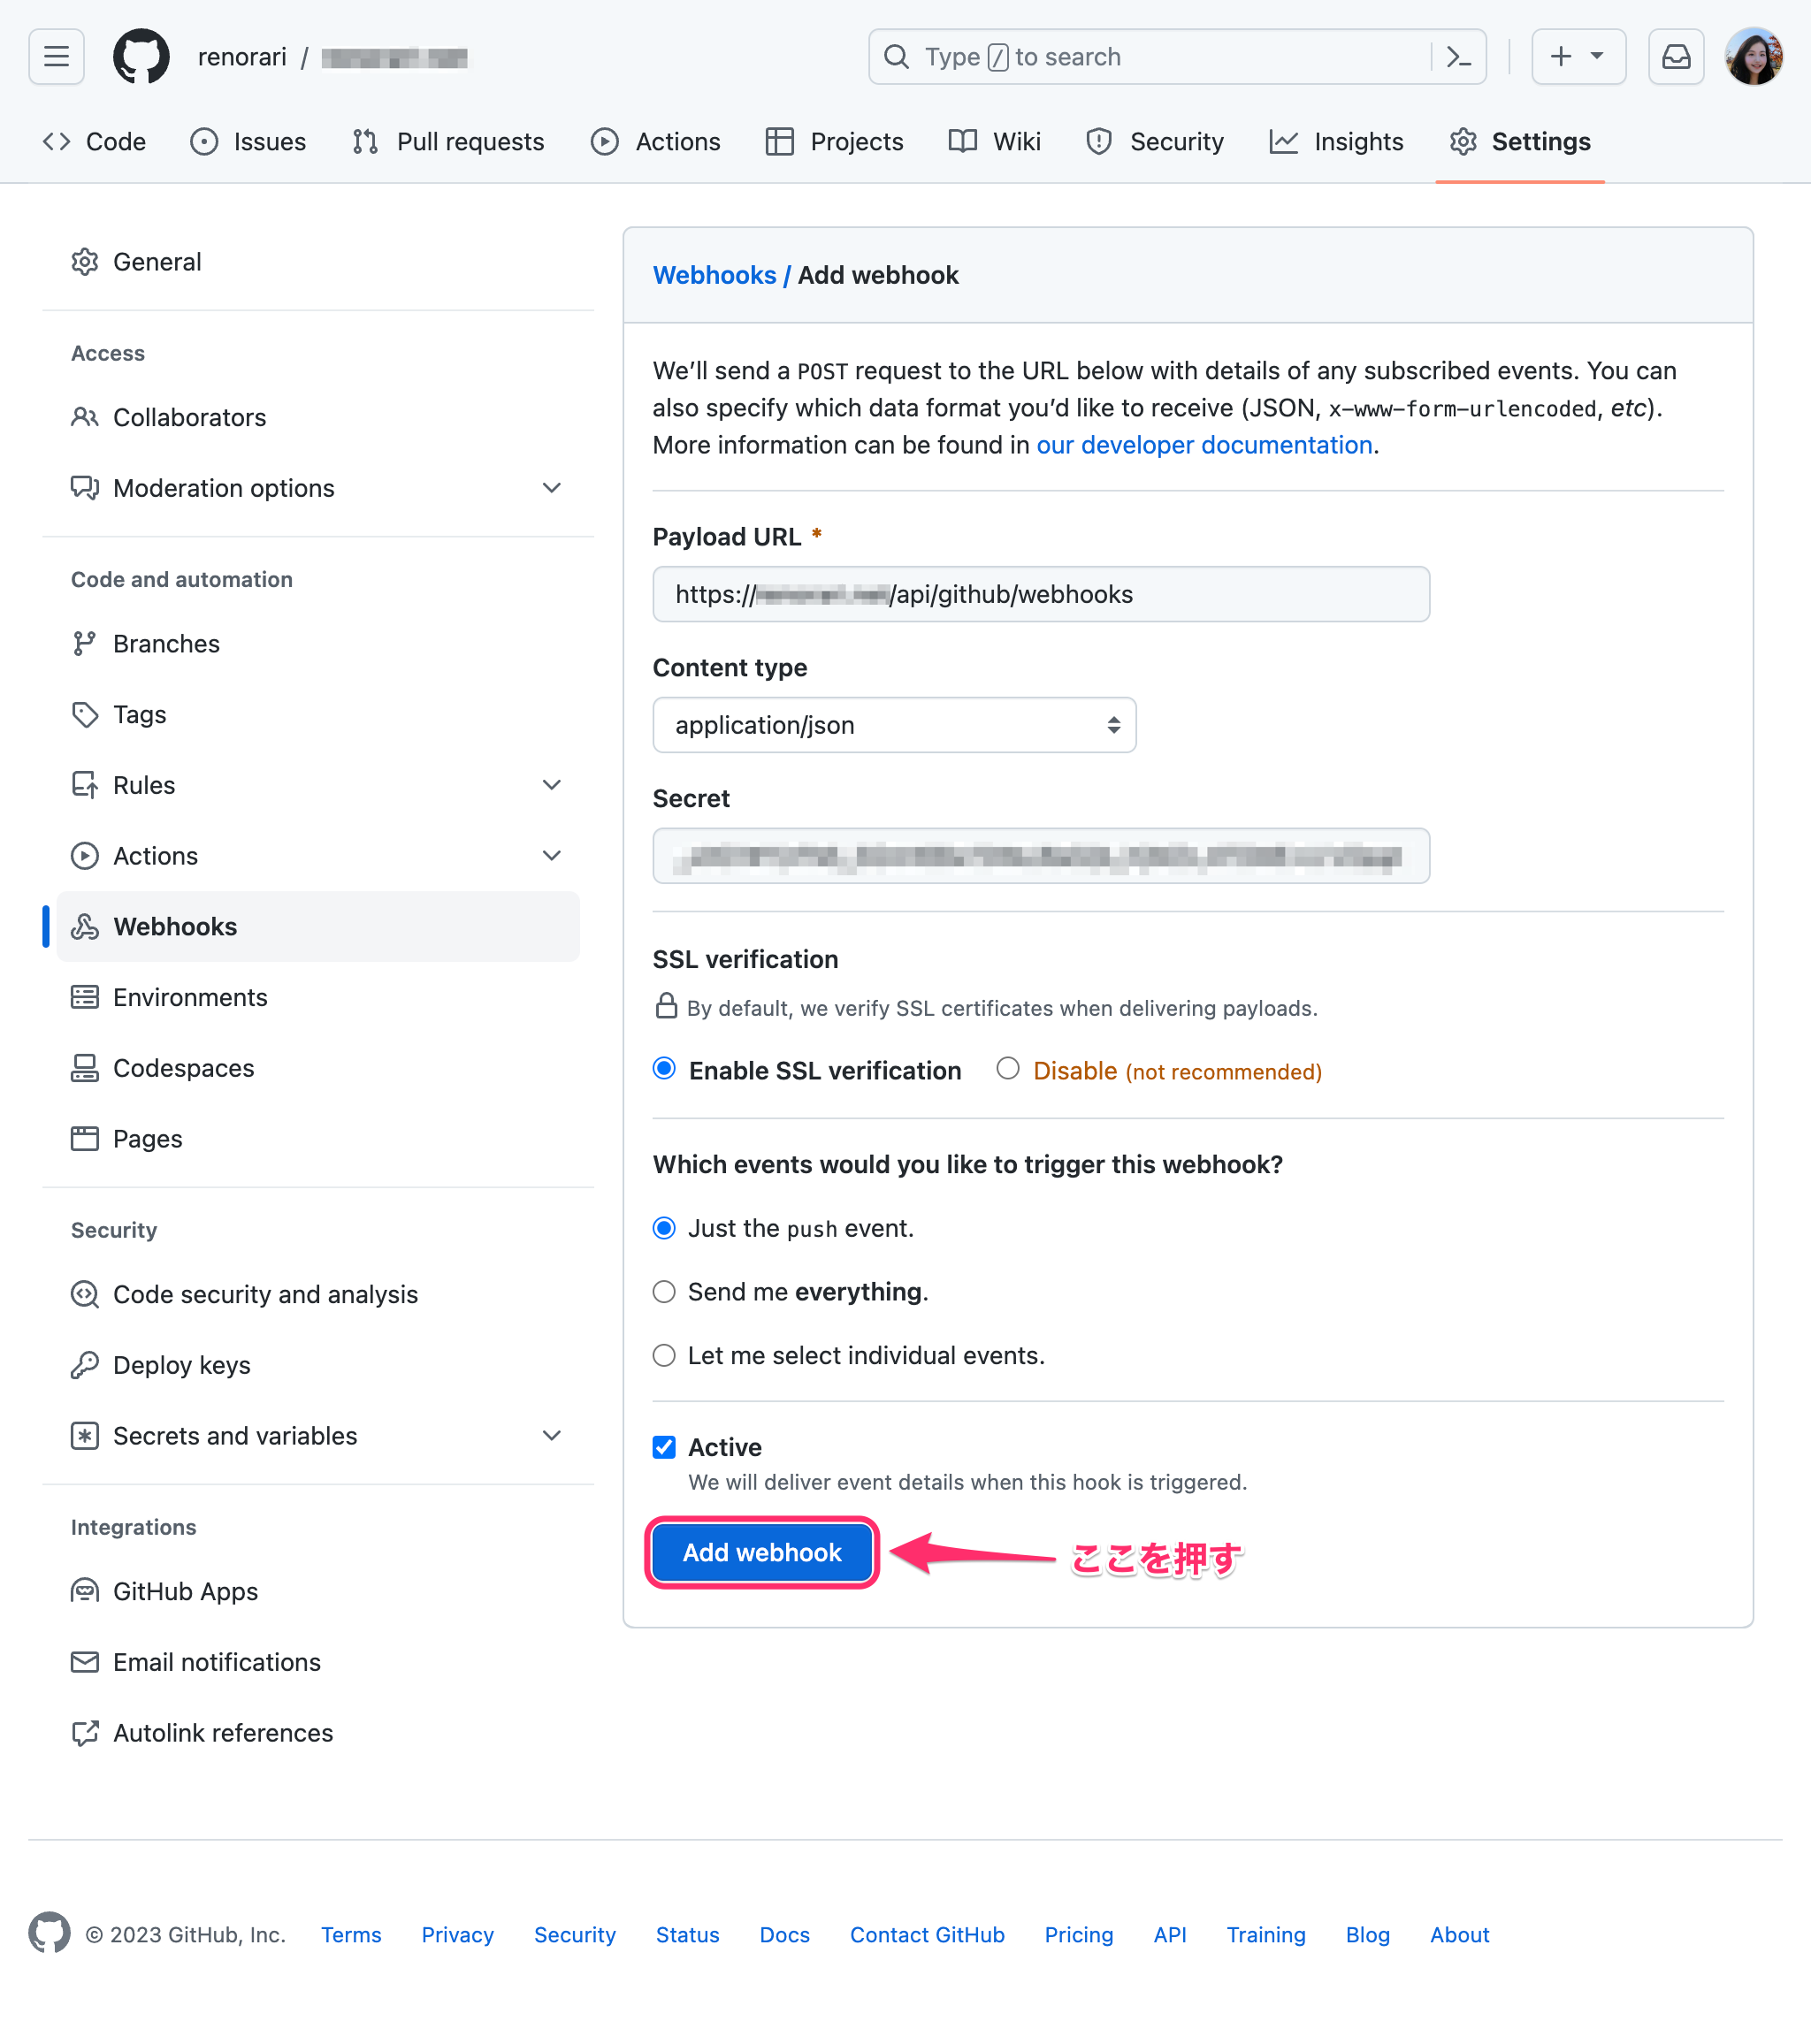 renorari /
Type / to search
Code Issues Pull requests Actions Projects Wiki Security Insights Settings
General
Access
Collaborators
Moderation options
Code and automation
Branches
Tags
Rules
Actions
Webhooks
Environments
Codespaces
Pages
Security
Code security and analysis
Deploy keys
Secrets and variables
Integrations
GitHub Apps
Email notifications
Autolink references
Webhooks / Add webhook
We’ll send a POST request to the URL below with details of any subscribed events. You can
also specify which data format you’d like to receive (JSON, x-www-form-urlencoded, etc).
More information can be found in our developer documentation.
Payload URL *
https:// /api/github/webhooks
Content type
application/json
Secret
SSL verification
By default, we verify SSL certificates when delivering payloads.
Enable SSL verification Disable (not recommended)
Which events would you like to trigger this webhook?
Just the push event.
Send me everything.
Let me select individual events.
Active
We will deliver event details when this hook is triggered.
Add webhook ここを押す
© 2023 GitHub, Inc. Terms Privacy Security Status Docs Contact GitHub Pricing API Training Blog About